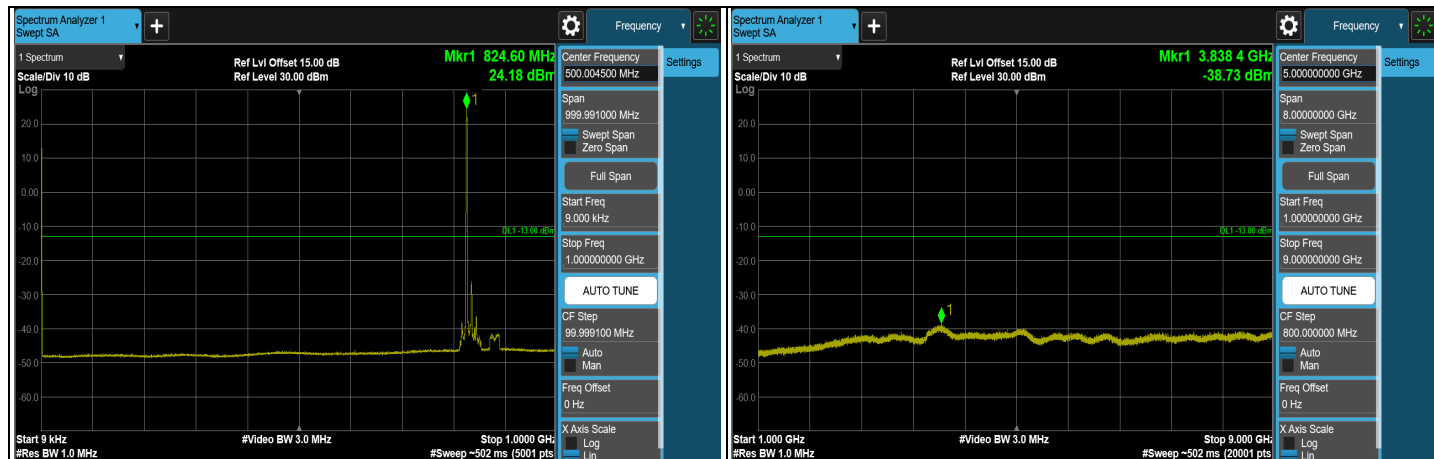 Spectrum Analyzer 1
Swept SA
+
Frequency
1 Spectrum
Scale/Div 10 dB
Log
Ref Lvl Offset 15.00 dB
Ref Level 30.00 dBm
Mkr1 824.60 MHz
24.18 dBm
1
20.0
10.0
0.00
-10.0
-20.0
-30.0
-40.0
-50.0
-60.0
DL1 -13.00 dBm
Start 9 kHz
#Res BW 1.0 MHz
#Video BW 3.0 MHz
Stop 1.0000 GHz
#Sweep ~502 ms (5001 pts
Center Frequency
500.004500 MHz
Span
999.991000 MHz
Swept Span
Zero Span
Full Span
Start Freq
9.000 kHz
Stop Freq
1.000000000 GHz
AUTO TUNE
CF Step
99.999100 MHz
Auto
Man
Freq Offset
0 Hz
X Axis Scale
Log
Lin
Settings
Spectrum Analyzer 1
Swept SA
+
Frequency
1 Spectrum
Scale/Div 10 dB
Log
Ref Lvl Offset 15.00 dB
Ref Level 30.00 dBm
Mkr1 3.838 4 GHz
-38.73 dBm
1
20.0
10.0
0.00
-10.0
-20.0
-30.0
-40.0
-50.0
-60.0
DL1 -13.00 dBm
Start 1.000 GHz
#Res BW 1.0 MHz
#Video BW 3.0 MHz
Stop 9.000 GHz
#Sweep ~502 ms (20001 pts
Center Frequency
5.000000000 GHz
Span
8.00000000 GHz
Swept Span
Zero Span
Full Span
Start Freq
1.000000000 GHz
Stop Freq
9.000000000 GHz
AUTO TUNE
CF Step
800.000000 MHz
Auto
Man
Freq Offset
0 Hz
X Axis Scale
Log
Lin
Settings